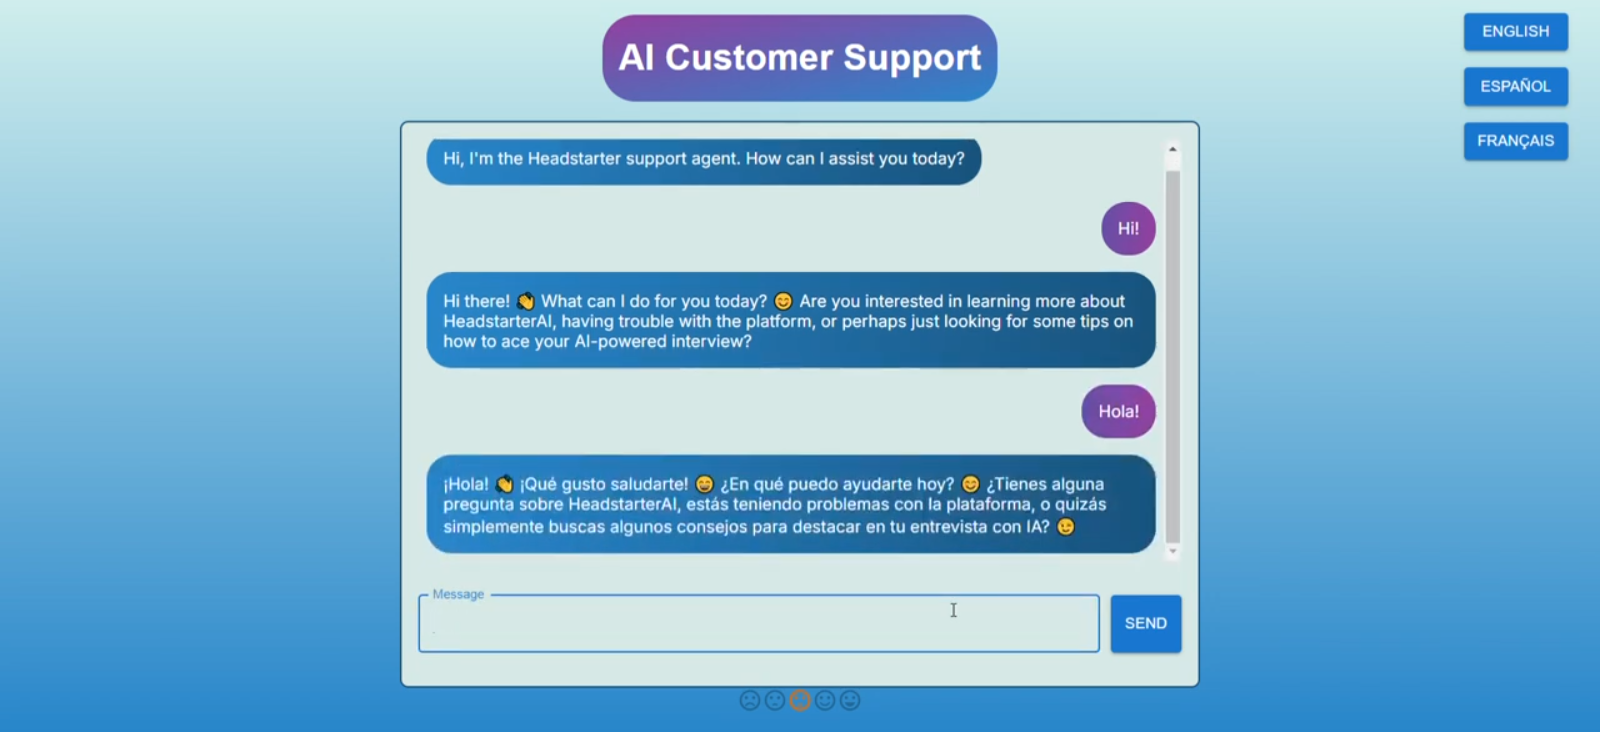 AI Customer Support
ENGLISH
ESPAÑOL
FRANÇAIS
Hi, I'm the Headstarter support agent. How can I assist you today?
Hi!
Hi there! 👏 What can I do for you today? 😊 Are you interested in learning more about
HeadstarterAI, having trouble with the platform, or perhaps just looking for some tips on
how to ace your AI-powered interview?
Hola!
¡Hola! 👏 ¡Qué gusto saludarte! 😄 ¿En qué puedo ayudarte hoy? 😊 ¿Tienes alguna
pregunta sobre HeadstarterAI, estás teniendo problemas con la plataforma, o quizás
simplemente buscas algunos consejos para destacar en tu entrevista con IA? 😉
Message
SEND